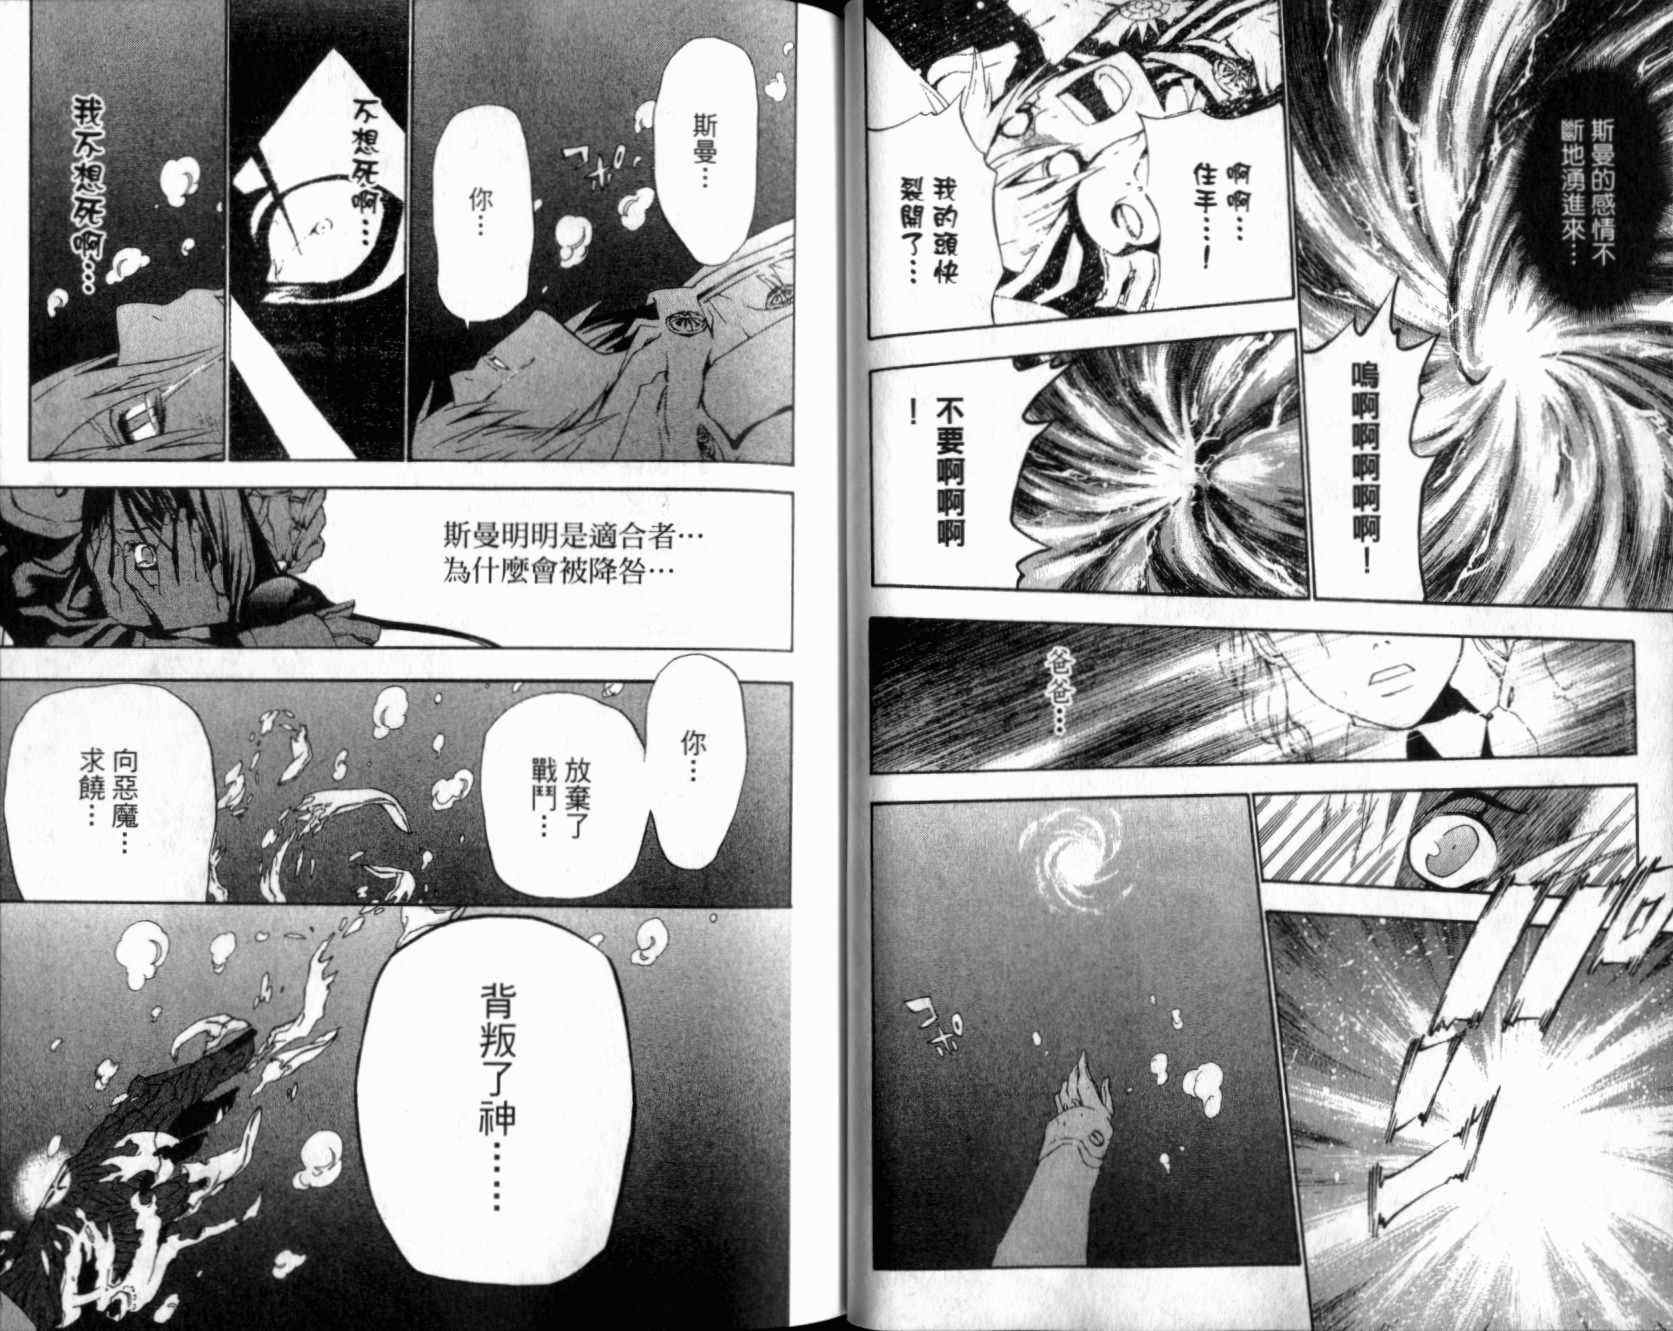 斯曼的感情不
斷地湧進來…
啊啊…
住手…！
我的頭快
裂開了…
嗚啊啊啊啊啊！
不要啊啊啊
！
爸爸…
ゴポ
斯曼…
你…
ゴポ
不想死啊…
我不想死啊…
斯曼明明是適合者…
為什麼會被降咎…
你…
放棄了
戰鬥…
向惡魔…
求饒…
背叛了神……